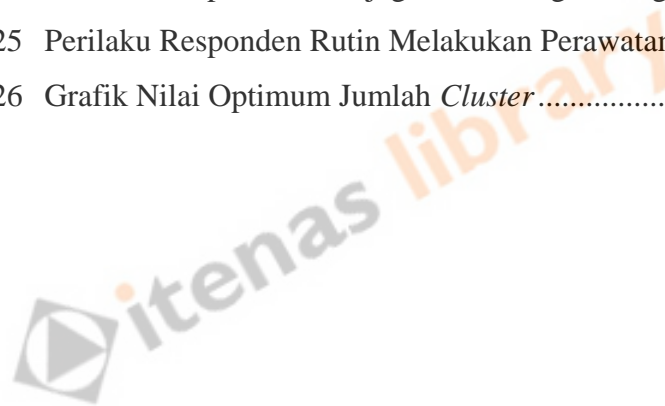 25 Perilaku Responden Rutin Melakukan Perawatan
26 Grafik Nilai Optimum Jumlah Cluster................
itenas library